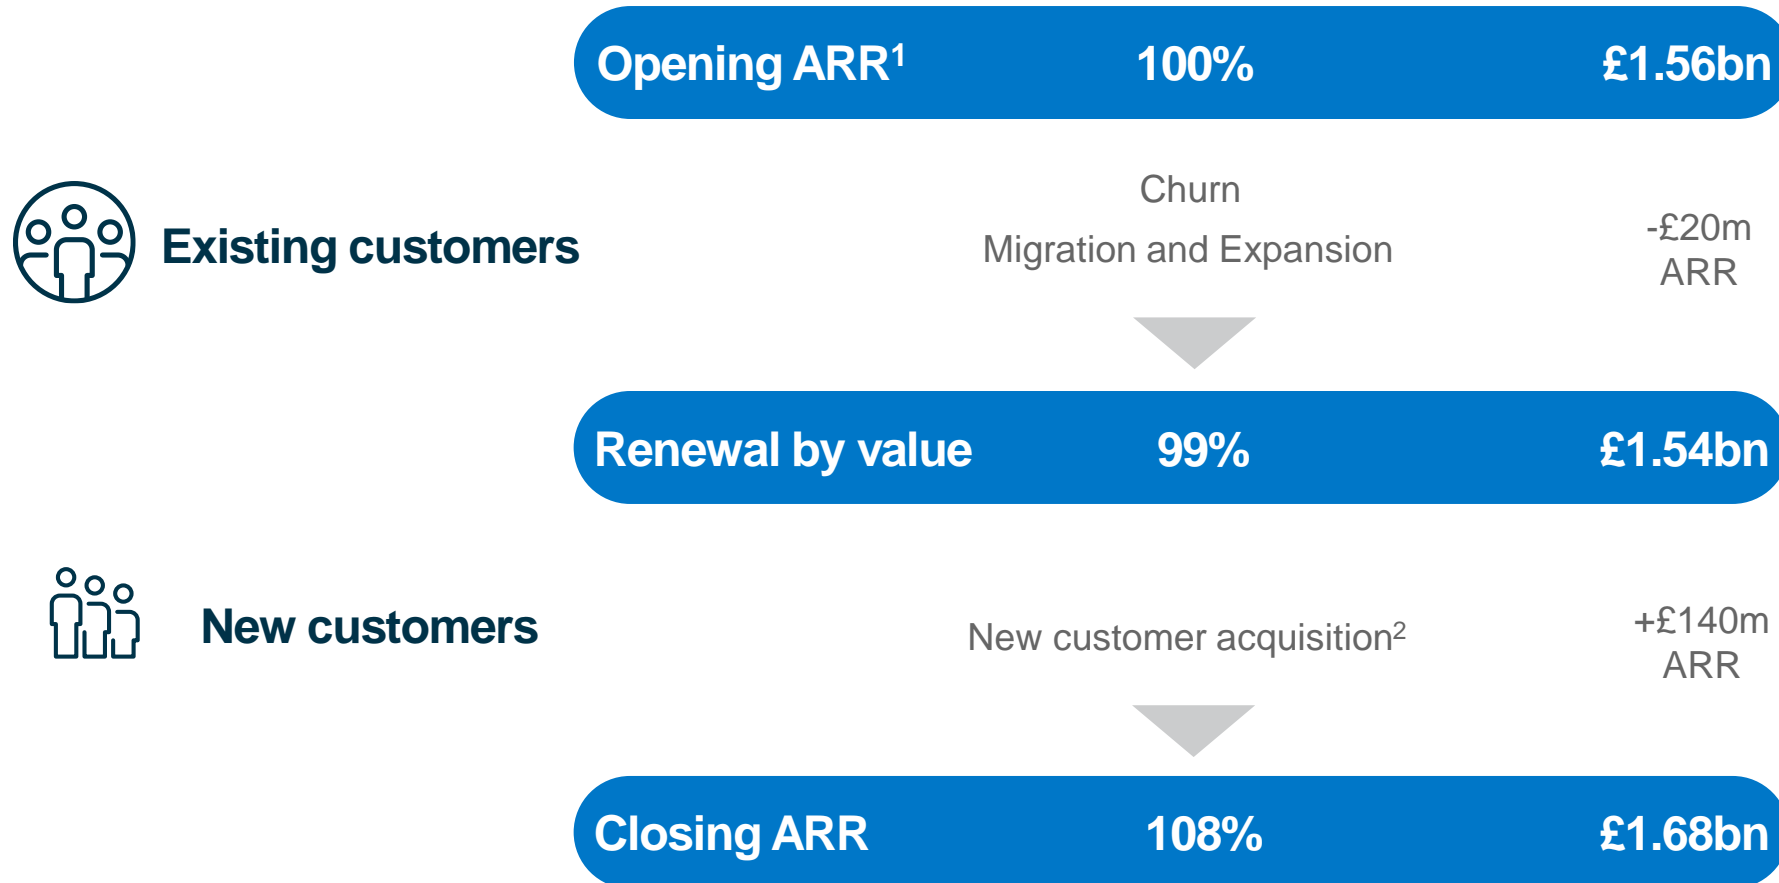 Opening ARR¹ 100% £1.56bn
Churn
Existing customers Migration and Expansion -£20m
ARR
Renewal by value 99% £1.54bn
New customers New customer acquisition² +£140m
ARR
Closing ARR 108% £1.68bn